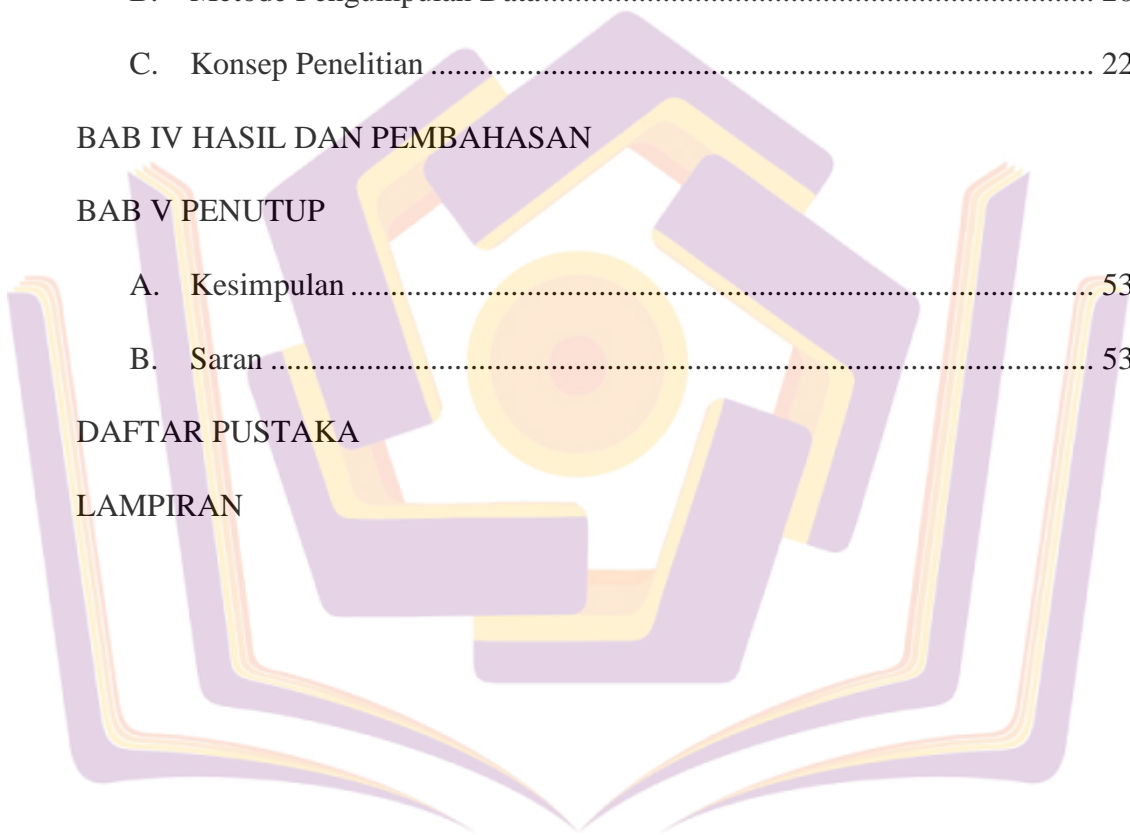 C. Konsep Penelitian ........................................................................................ 22
BAB IV HASIL DAN PEMBAHASAN
BAB V PENUTUP
A. Kesimpulan ................................................................................................... 53
B. Saran ............................................................................................................. 53
DAFTAR PUSTAKA
LAMPIRAN